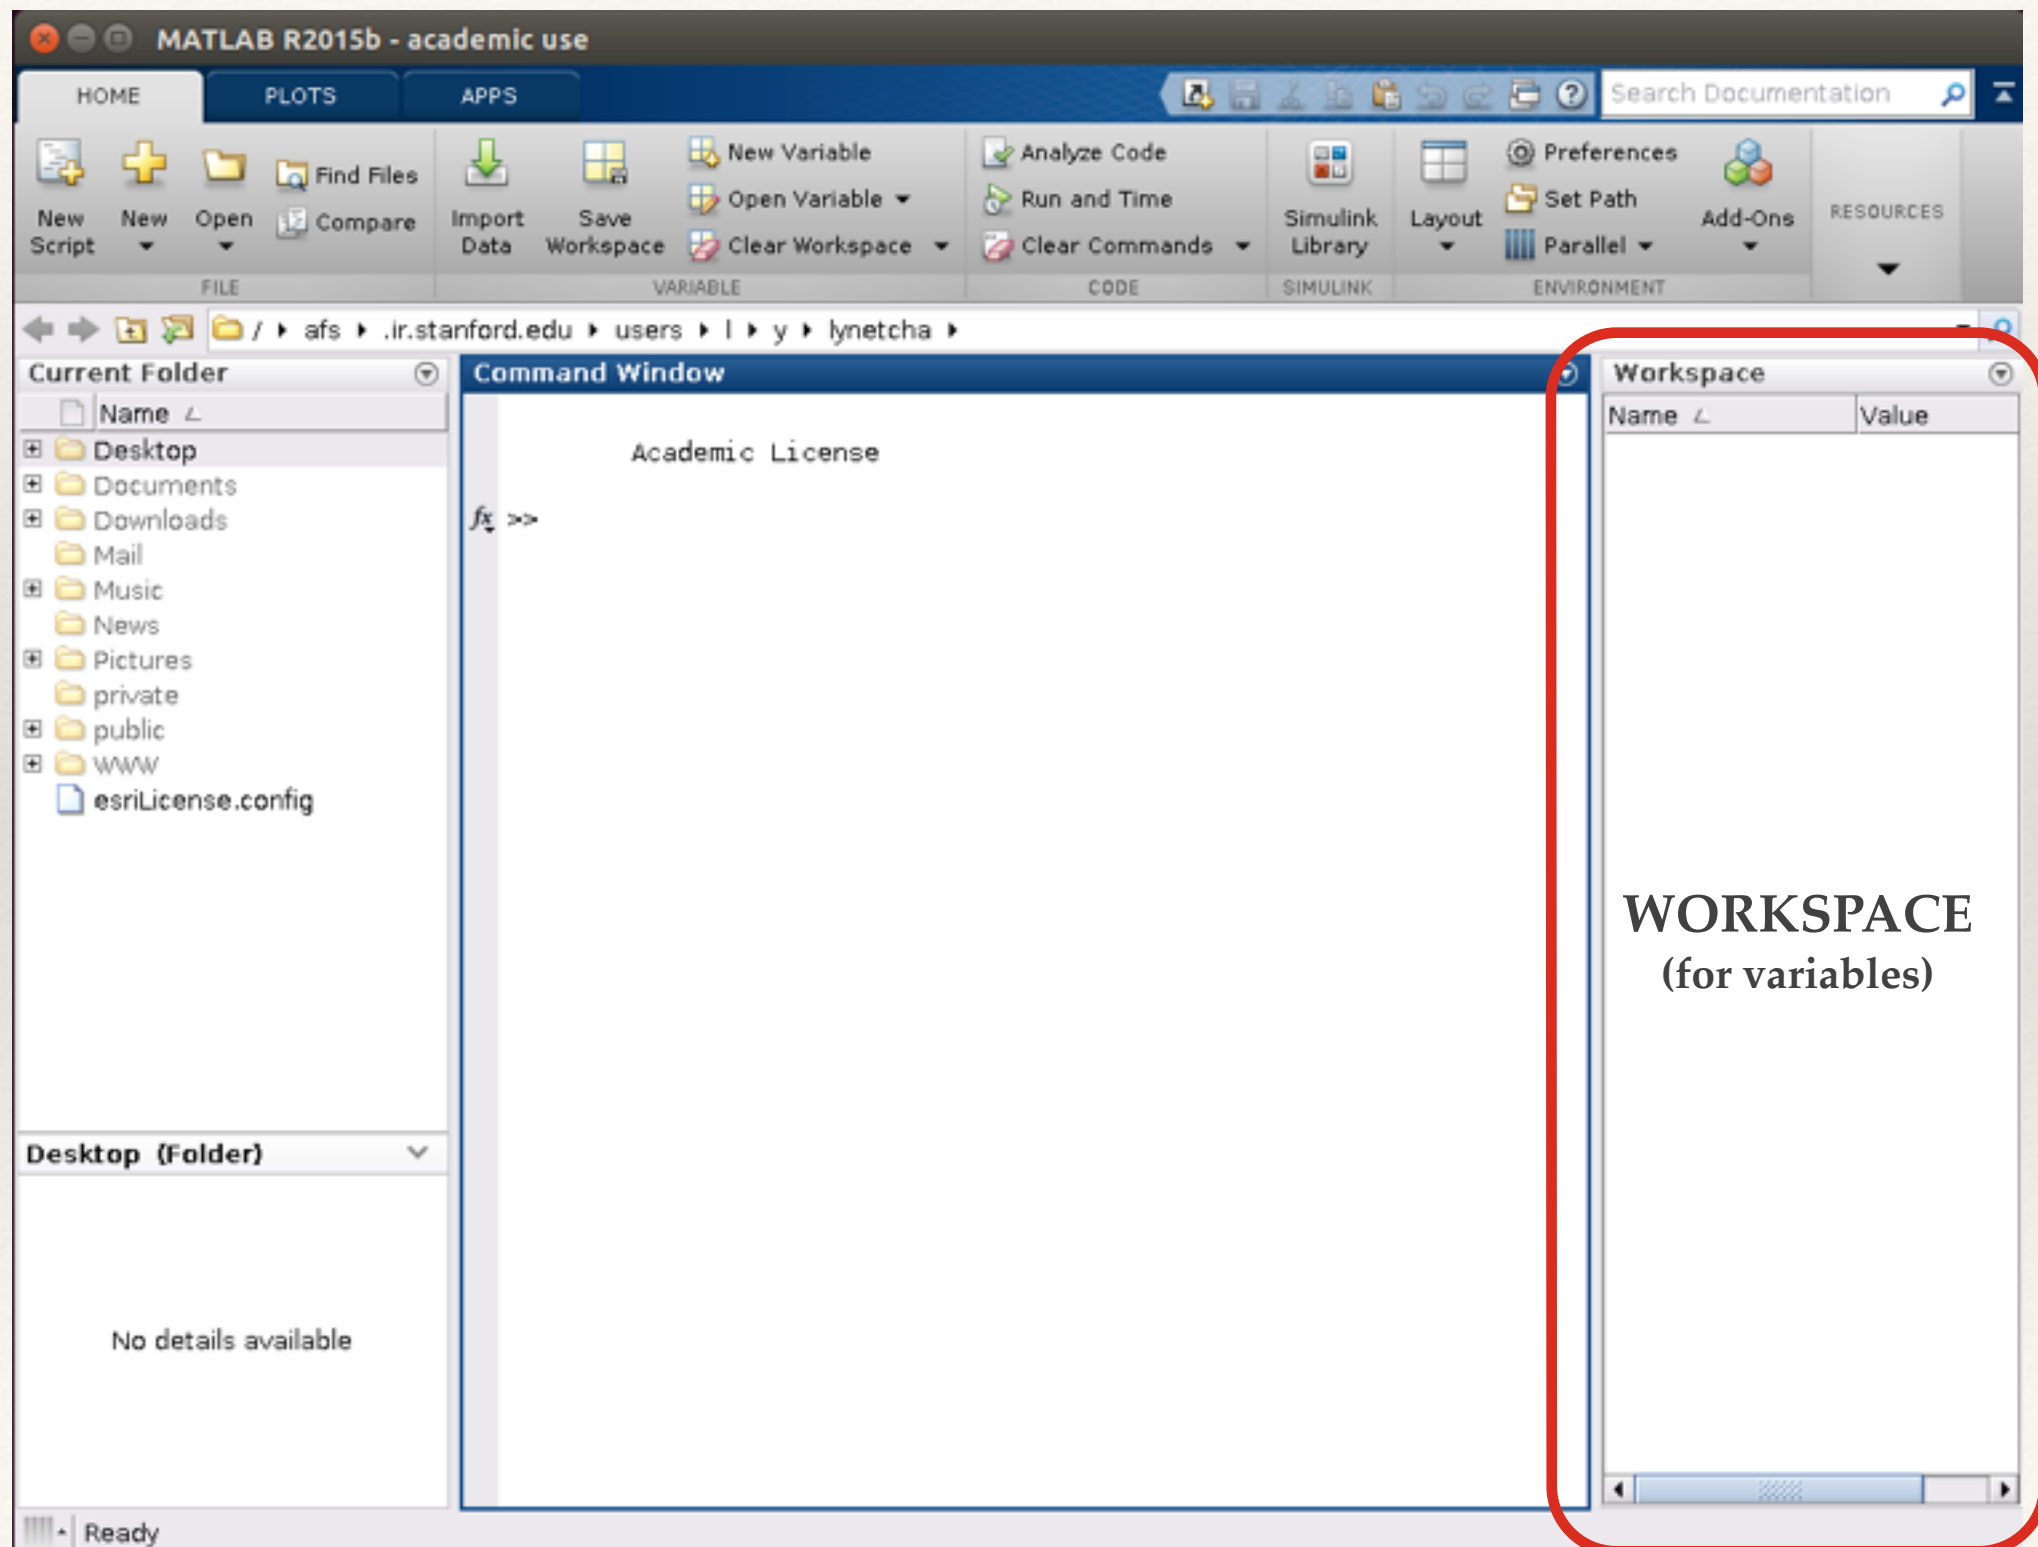 MATLAB R2015b - academic use
HOME PLOTS APPS Search Documentation
New Script New Open Find Files Compare
Import Data Save Workspace New Variable Open Variable Clear Workspace
Analyze Code Run and Time Clear Commands
Simulink Library Layout Preferences Set Path Parallel Add-Ons RESOURCES
FILE VARIABLE CODE SIMULINK ENVIRONMENT
/ afs .ir.stanford.edu users l y lynetcha
Current Folder
Name
Desktop
Documents
Downloads
Mail
Music
News
Pictures
private
public
WWW
esriLicense.config
Desktop (Folder)
No details available
Ready
Command Window
Academic License
fx >>
Workspace
Name Value
WORKSPACE
(for variables)